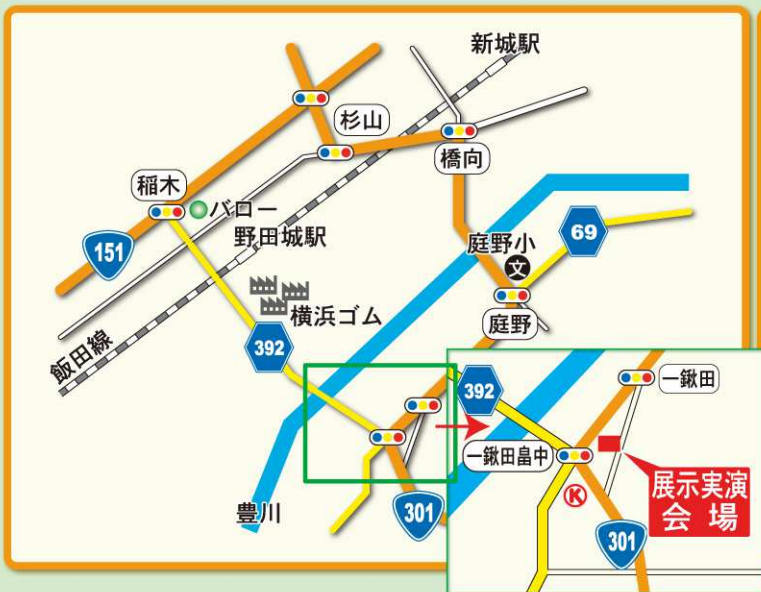 新城駅
杉山
橋向
稲木
バロー
野田城駅
151
庭野小
文
69
庭野
横浜ゴム
392
飯田線
豊川
301
392
一鍬田
一鍬田畠中
K
展示実演
会場
301